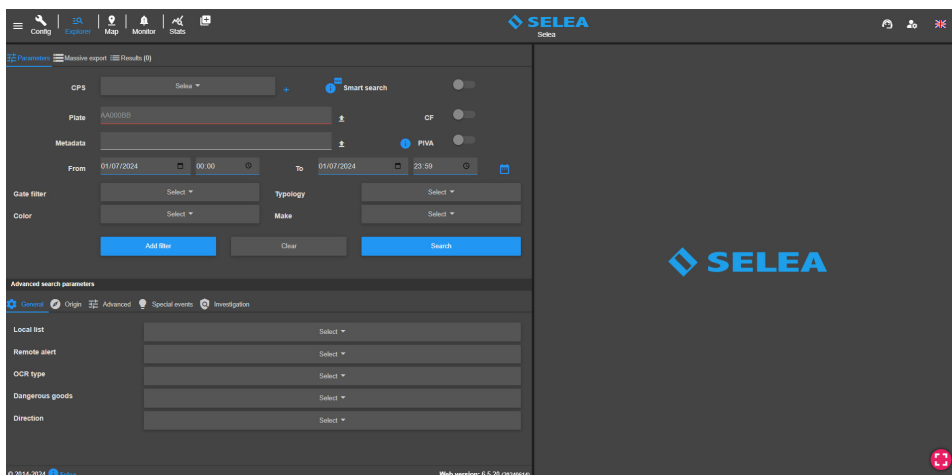 Config Explorer Map Monitor Stats
SELEA
Selea
Parameters Massive export Results (0)
CPS Selea Smart search
Plate AA000BB CF
Metadata PIVA
From 01/07/2024 00:00 To 01/07/2024 23:59
Gate filter Select Typology Select
Color Select Make Select
Add filter Clear Search
SELEA
Advanced search parameters
General Origin Advanced Special events Investigation
Local list Select
Remote alert Select
OCR type Select
Dangerous goods Select
Direction Select
© 2014-2024 Selea Web version: 6.5.20 (20240614)